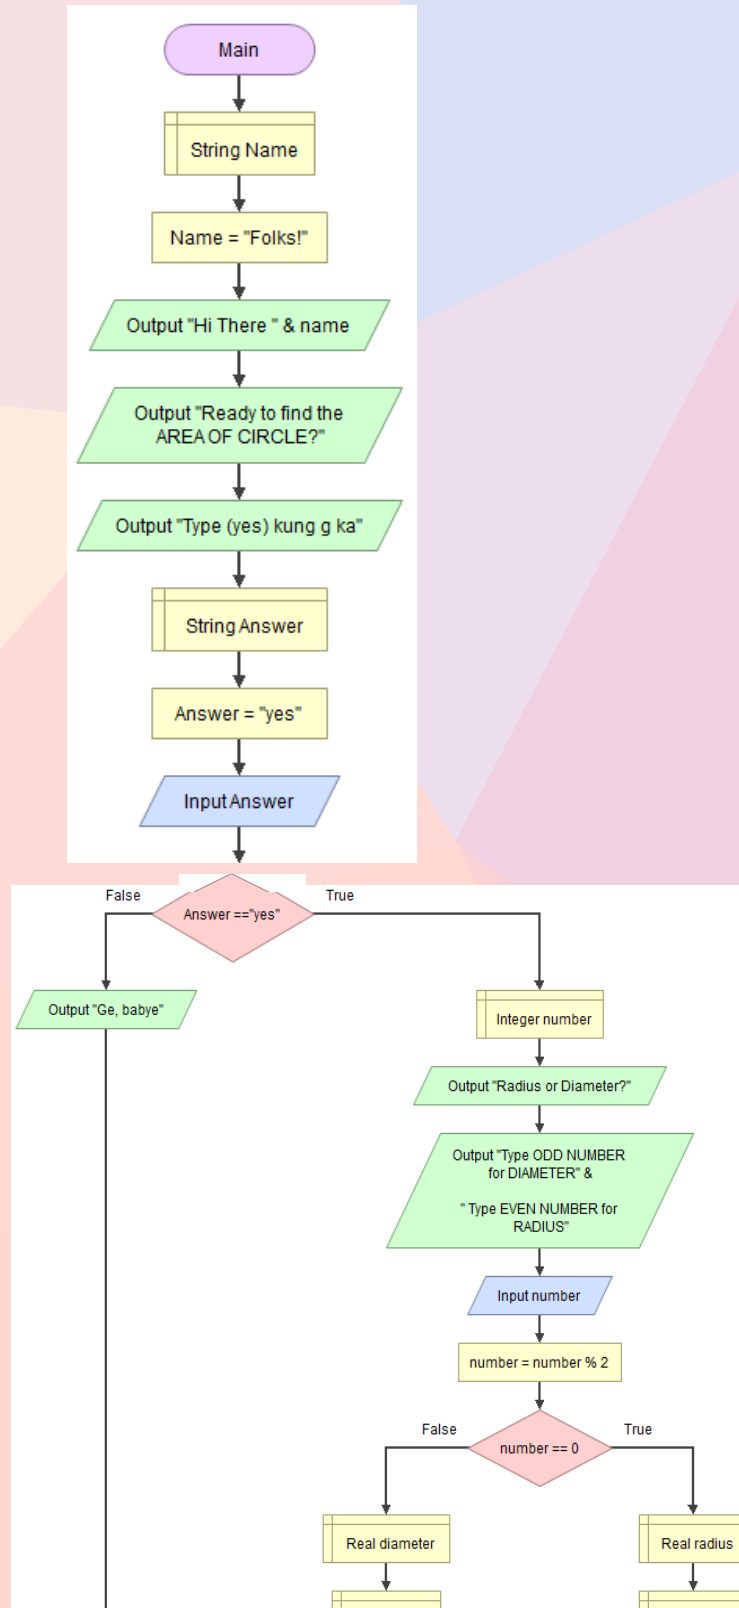 Main
String Name
Name = "Folks!"
Output "Hi There " & name
Output "Ready to find the
AREA OF CIRCLE?"
Output "Type (yes) kung g ka"
String Answer
Answer = "yes"
Input Answer
False
True
Answer =="yes"
Output "Ge, babye"
Integer number
Output "Radius or Diameter?"
Output "Type ODD NUMBER
for DIAMETER" &
" Type EVEN NUMBER for
RADIUS"
Input number
number = number % 2
False
True
number == 0
Real diameter
Real radius